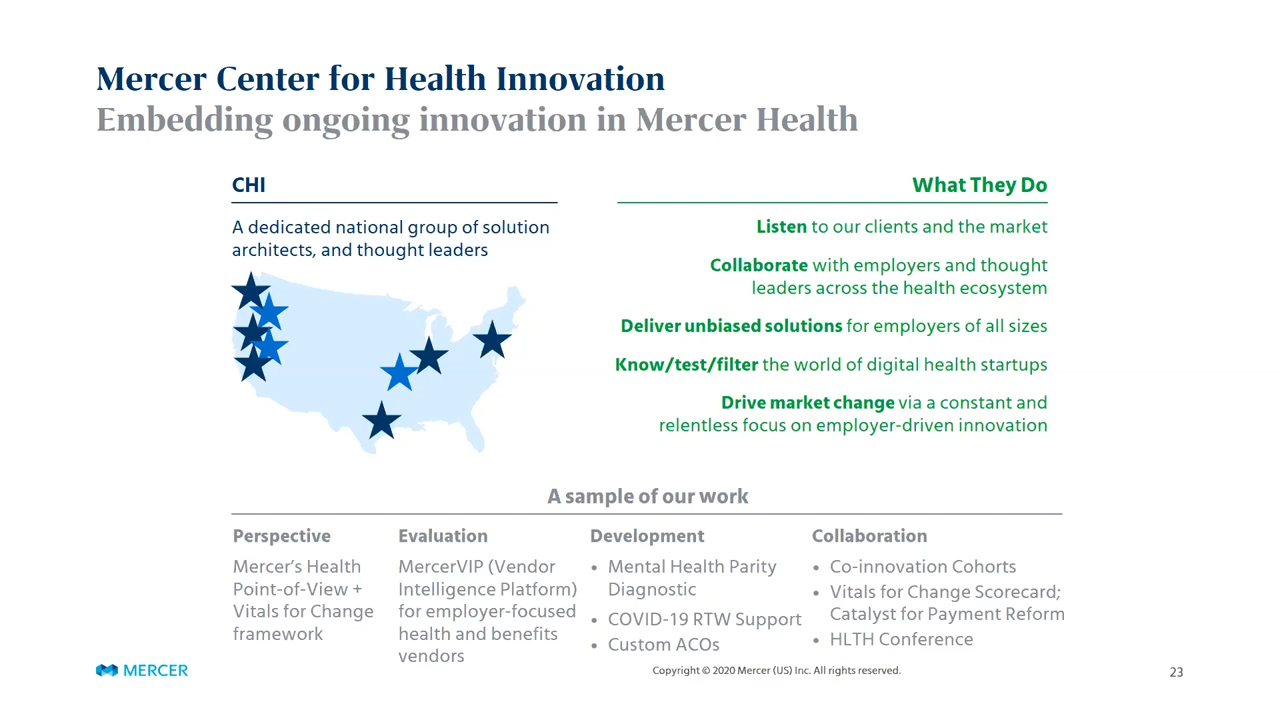 Mercer Center for Health Innovation
Embedding ongoing innovation in Mercer Health
CHI
A dedicated national group of solution
architects, and thought leaders
What They Do
Listen to our clients and the market
Collaborate with employers and thought
leaders across the health ecosystem
Deliver unbiased solutions for employers of all sizes
Know/test/filter the world of digital health startups
Drive market change via a constant and
relentless focus on employer-driven innovation
A sample of our work
Perspective
Mercer’s Health
Point-of-View +
Vitals for Change
framework
Evaluation
MercerVIP (Vendor
Intelligence Platform)
for employer-focused
health and benefits
vendors
Development
• Mental Health Parity
Diagnostic
• COVID-19 RTW Support
• Custom ACOs
Collaboration
• Co-innovation Cohorts
• Vitals for Change Scorecard;
Catalyst for Payment Reform
• HLTH Conference
MERCER
Copyright © 2020 Mercer (US) Inc. All rights reserved.
23